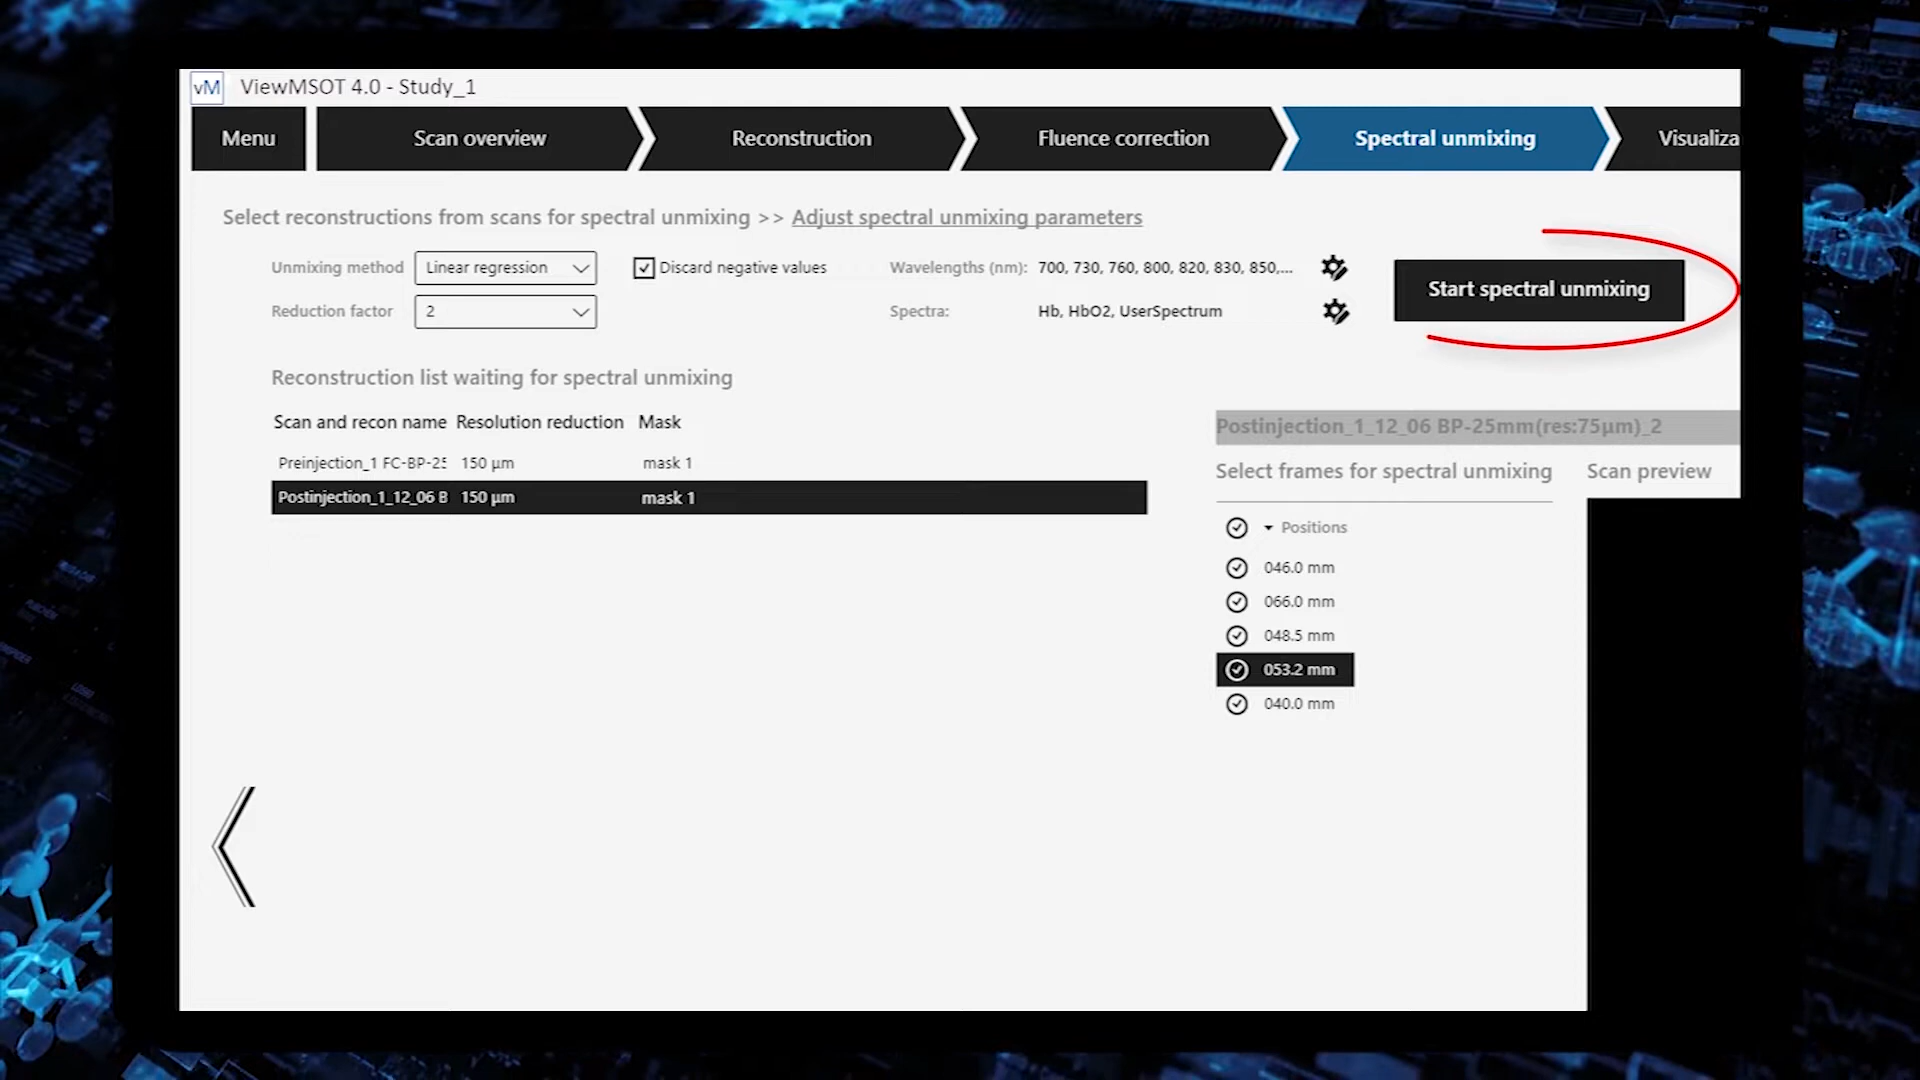 vM ViewMSOT 4.0 - Study_1
Menu Scan overview Reconstruction Fluence correction Spectral unmixing Visualiza
Select reconstructions from scans for spectral unmixing >> Adjust spectral unmixing parameters
Unmixing method Linear regression Discard negative values Wavelengths (nm): 700, 730, 760, 800, 820, 830, 850,...
Start spectral unmixing
Reduction factor 2 Spectra: Hb, HbO2, UserSpectrum
Reconstruction list waiting for spectral unmixing
Scan and recon name Resolution reduction Mask
Preinjection_1 FC-BP-25 150 µm mask 1
Postinjection_1_12_06 B 150 µm mask 1
Postinjection_1_12_06 BP-25mm(res:75µm)_2
Select frames for spectral unmixing Scan preview
Positions
046.0 mm
066.0 mm
048.5 mm
053.2 mm
040.0 mm